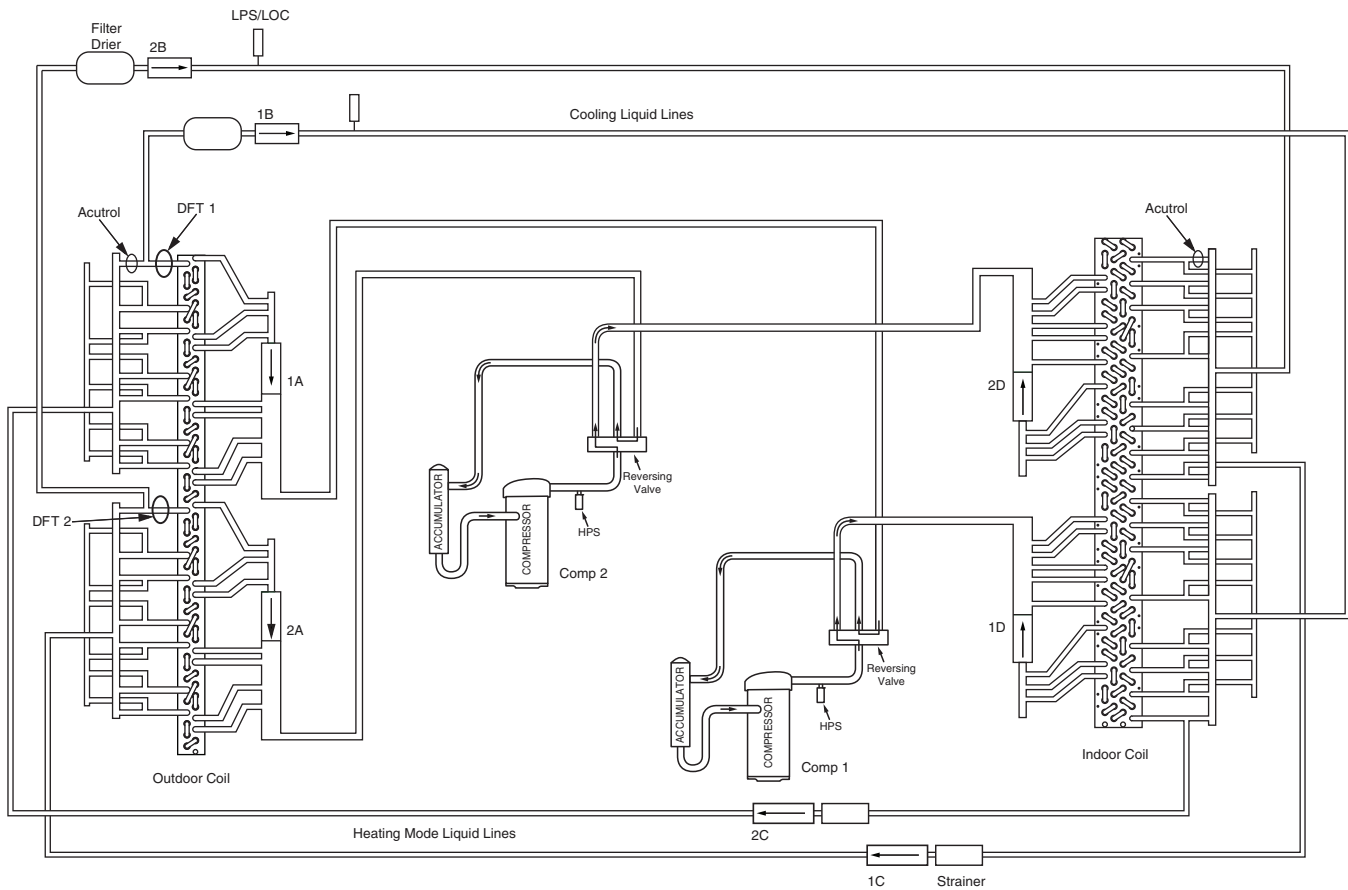 LPS/LOC
Filter
Drier
2B
1B
Cooling Liquid Lines
Acutrol
DFT 1
Acutrol
1A
2D
Reversing
Valve
ACCUMULATOR
COMPRESSOR
HPS
DFT 2
Comp 2
2A
1D
Reversing
Valve
ACCUMULATOR
COMPRESSOR
HPS
Comp 1
Outdoor Coil
Indoor Coil
Heating Mode Liquid Lines
2C
1C
Strainer